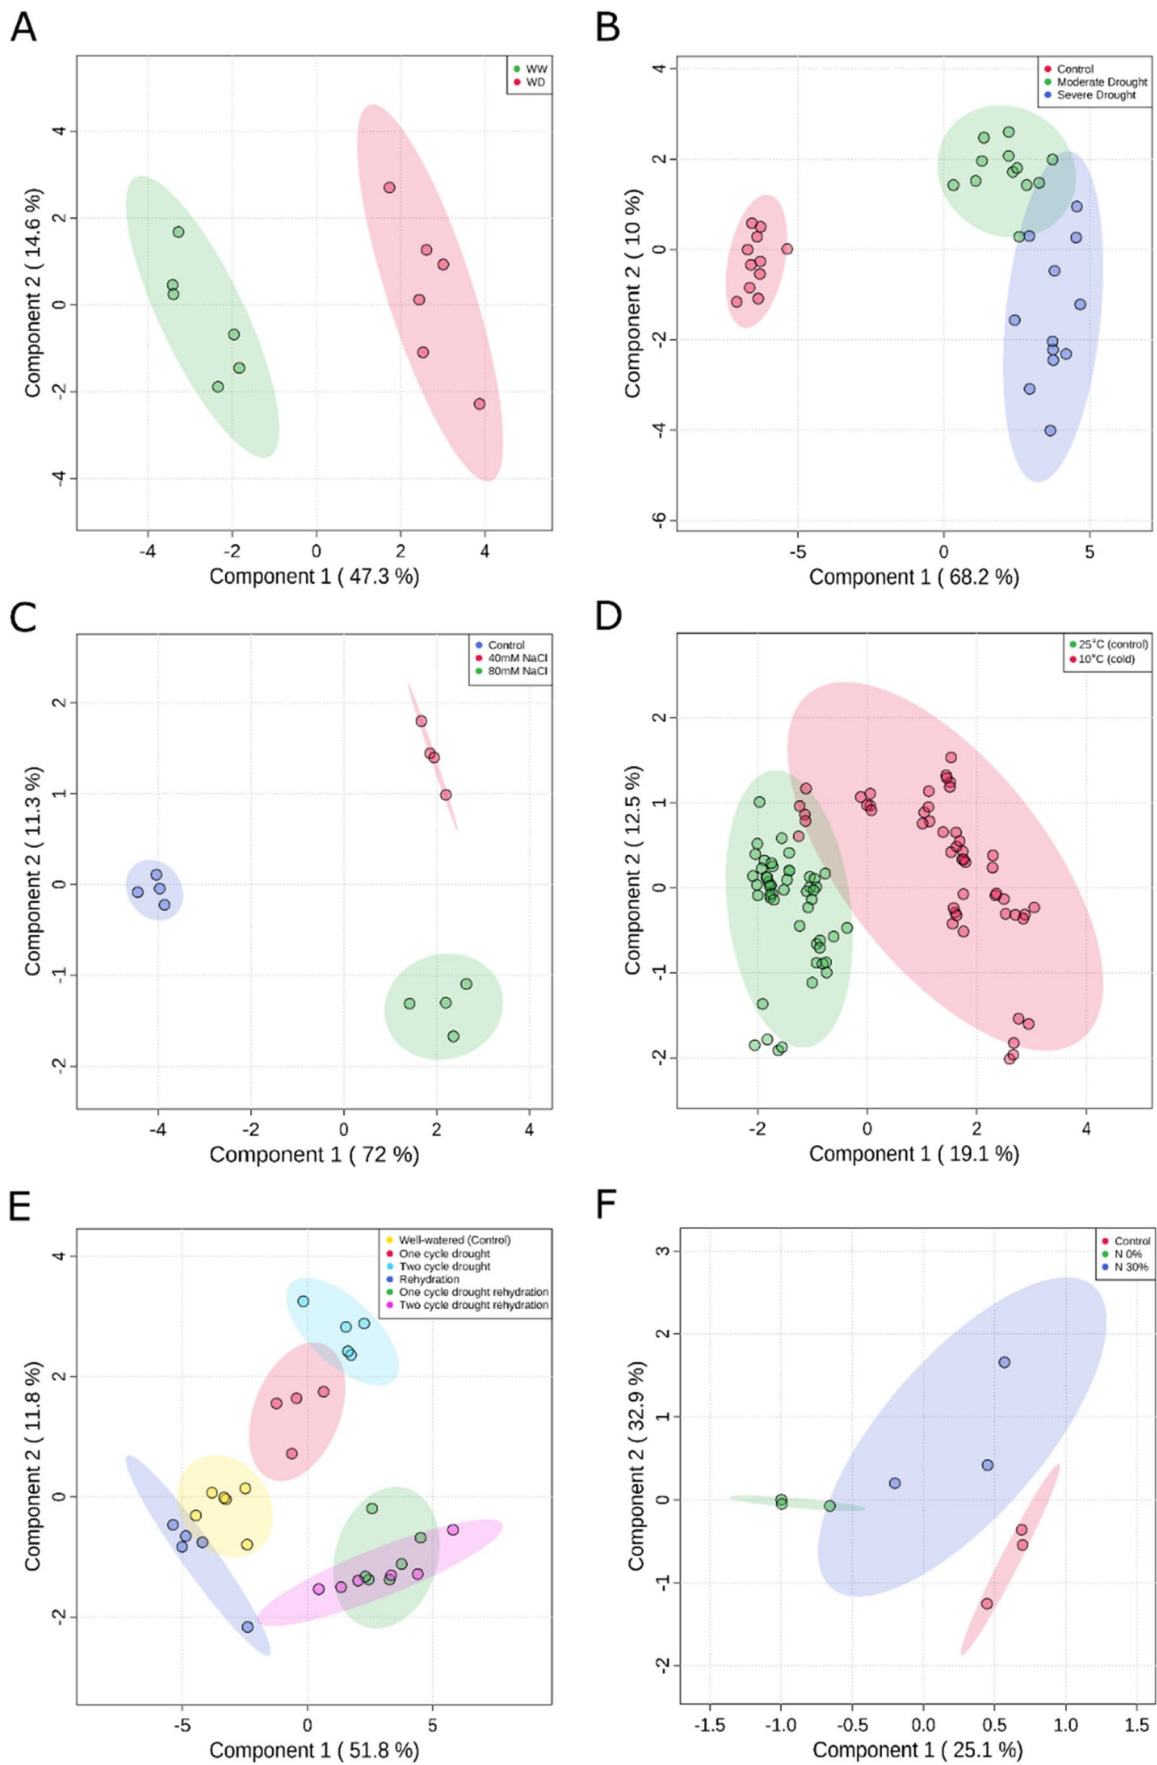 A
WW
WD
4
2
0
-2
-4
Component 2 ( 14.6 %)
-4 -2 0 2 4
Component 1 ( 47.3 %)
B
Control
Moderate Drought
Severe Drought
4
2
0
-2
-4
-6
Component 2 ( 10 %)
-5 0 5
Component 1 ( 68.2 %)
C
Control
40mM NaCl
80mM NaCl
2
1
0
-1
-2
Component 2 ( 11.3 %)
-4 -2 0 2 4
Component 1 ( 72 %)
D
25°C (control)
10°C (cold)
2
1
0
-1
-2
Component 2 ( 12.5 %)
-2 0 2 4
Component 1 ( 19.1 %)
E
Well-watered (Control)
One cycle drought
Two cycle drought
Rehydration
One cycle drought rehydration
Two cycle drought rehydration
4
2
0
-2
Component 2 ( 11.8 %)
-5 0 5
Component 1 ( 51.8 %)
F
Control
N 0%
N 30%
3
2
1
0
-1
-2
Component 2 ( 32.9 %)
-1.5 -1.0 -0.5 0.0 0.5 1.0 1.5
Component 1 ( 25.1 %)